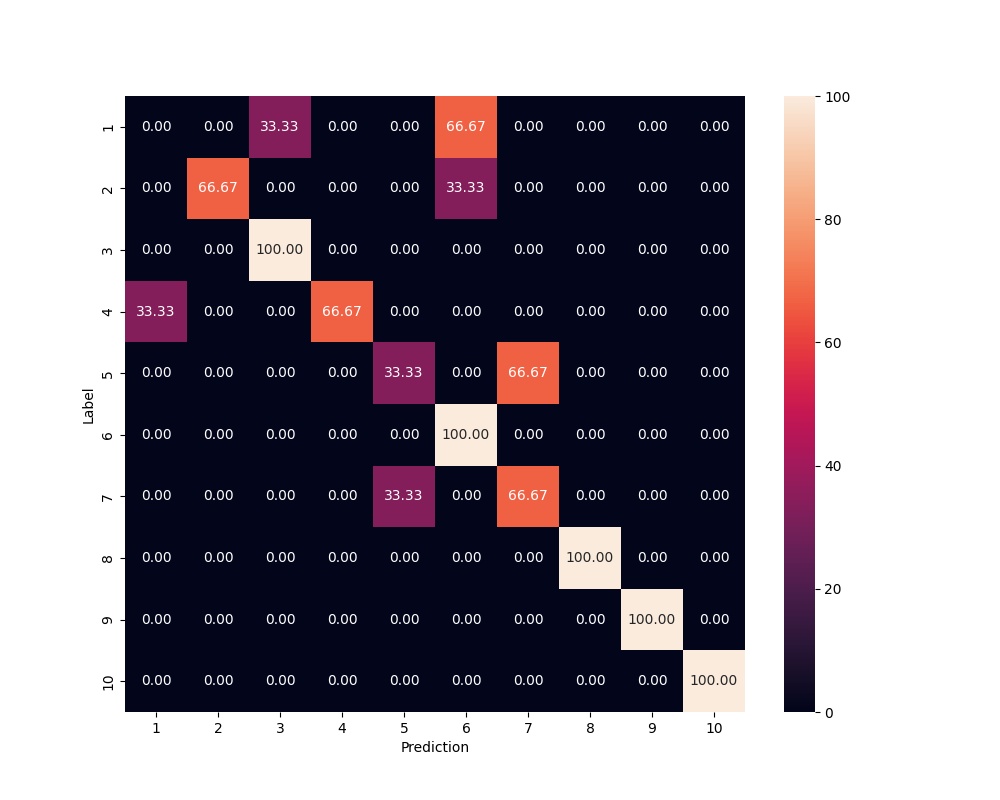 1 0.00 0.00 33.33 0.00 0.00 66.67 0.00 0.00 0.00 0.00
2 0.00 66.67 0.00 0.00 0.00 33.33 0.00 0.00 0.00 0.00
3 0.00 0.00 100.00 0.00 0.00 0.00 0.00 0.00 0.00 0.00
4 33.33 0.00 0.00 66.67 0.00 0.00 0.00 0.00 0.00 0.00
5 0.00 0.00 0.00 0.00 33.33 0.00 66.67 0.00 0.00 0.00
6 0.00 0.00 0.00 0.00 0.00 100.00 0.00 0.00 0.00 0.00
7 0.00 0.00 0.00 0.00 33.33 0.00 66.67 0.00 0.00 0.00
8 0.00 0.00 0.00 0.00 0.00 0.00 0.00 100.00 0.00 0.00
9 0.00 0.00 0.00 0.00 0.00 0.00 0.00 0.00 100.00 0.00
10 0.00 0.00 0.00 0.00 0.00 0.00 0.00 0.00 0.00 100.00
Label
1 2 3 4 5 6 7 8 9 10
Prediction
100
80
60
40
20
0